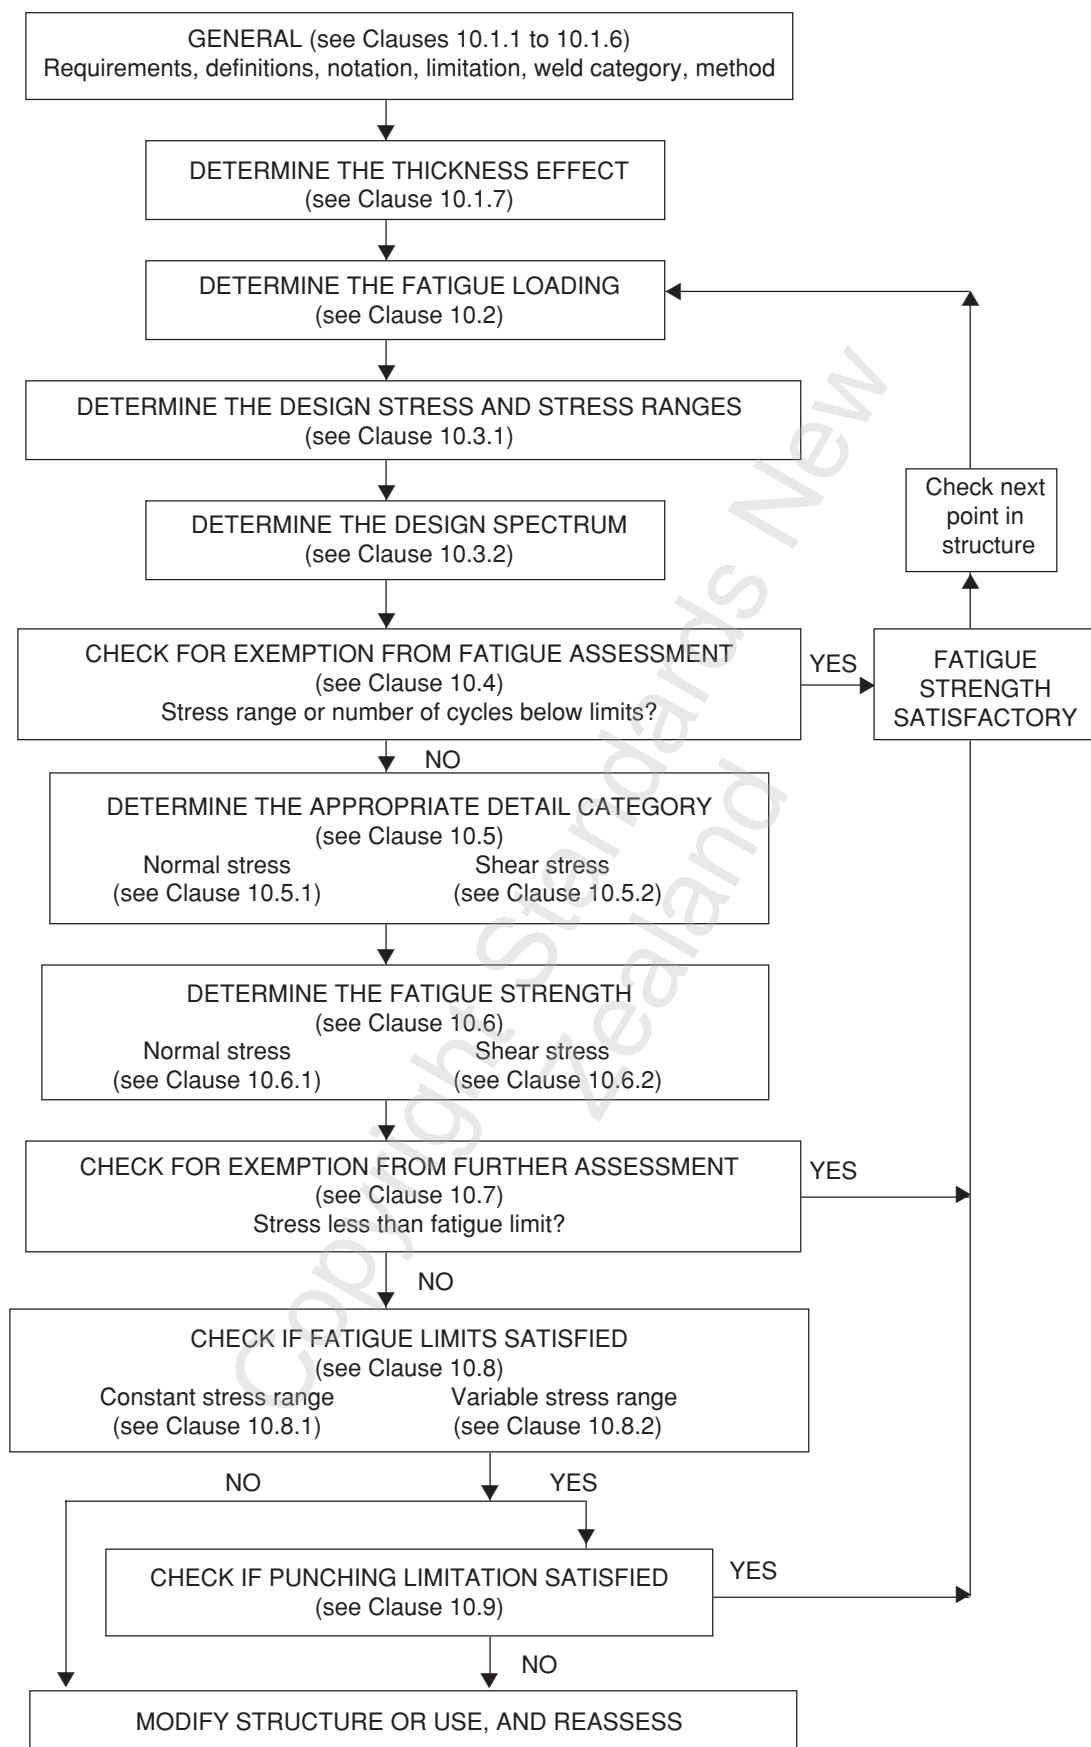 GENERAL (see Clauses 10.1.1 to 10.1.6)
Requirements, definitions, notation, limitation, weld category, method
DETERMINE THE THICKNESS EFFECT
(see Clause 10.1.7)
DETERMINE THE FATIGUE LOADING
(see Clause 10.2)
DETERMINE THE DESIGN STRESS AND STRESS RANGES
(see Clause 10.3.1)
Check next
point in
structure
DETERMINE THE DESIGN SPECTRUM
(see Clause 10.3.2)
CHECK FOR EXEMPTION FROM FATIGUE ASSESSMENT
(see Clause 10.4)
Stress range or number of cycles below limits?
YES
FATIGUE
STRENGTH
SATISFACTORY
NO
DETERMINE THE APPROPRIATE DETAIL CATEGORY
(see Clause 10.5)
Normal stress Shear stress
(see Clause 10.5.1) (see Clause 10.5.2)
DETERMINE THE FATIGUE STRENGTH
(see Clause 10.6)
Normal stress Shear stress
(see Clause 10.6.1) (see Clause 10.6.2)
CHECK FOR EXEMPTION FROM FURTHER ASSESSMENT
(see Clause 10.7)
Stress less than fatigue limit?
YES
NO
CHECK IF FATIGUE LIMITS SATISFIED
(see Clause 10.8)
Constant stress range Variable stress range
(see Clause 10.8.1) (see Clause 10.8.2)
NO YES
CHECK IF PUNCHING LIMITATION SATISFIED
(see Clause 10.9)
YES
NO
MODIFY STRUCTURE OR USE, AND REASSESS
Copyright Standards New
Zealand